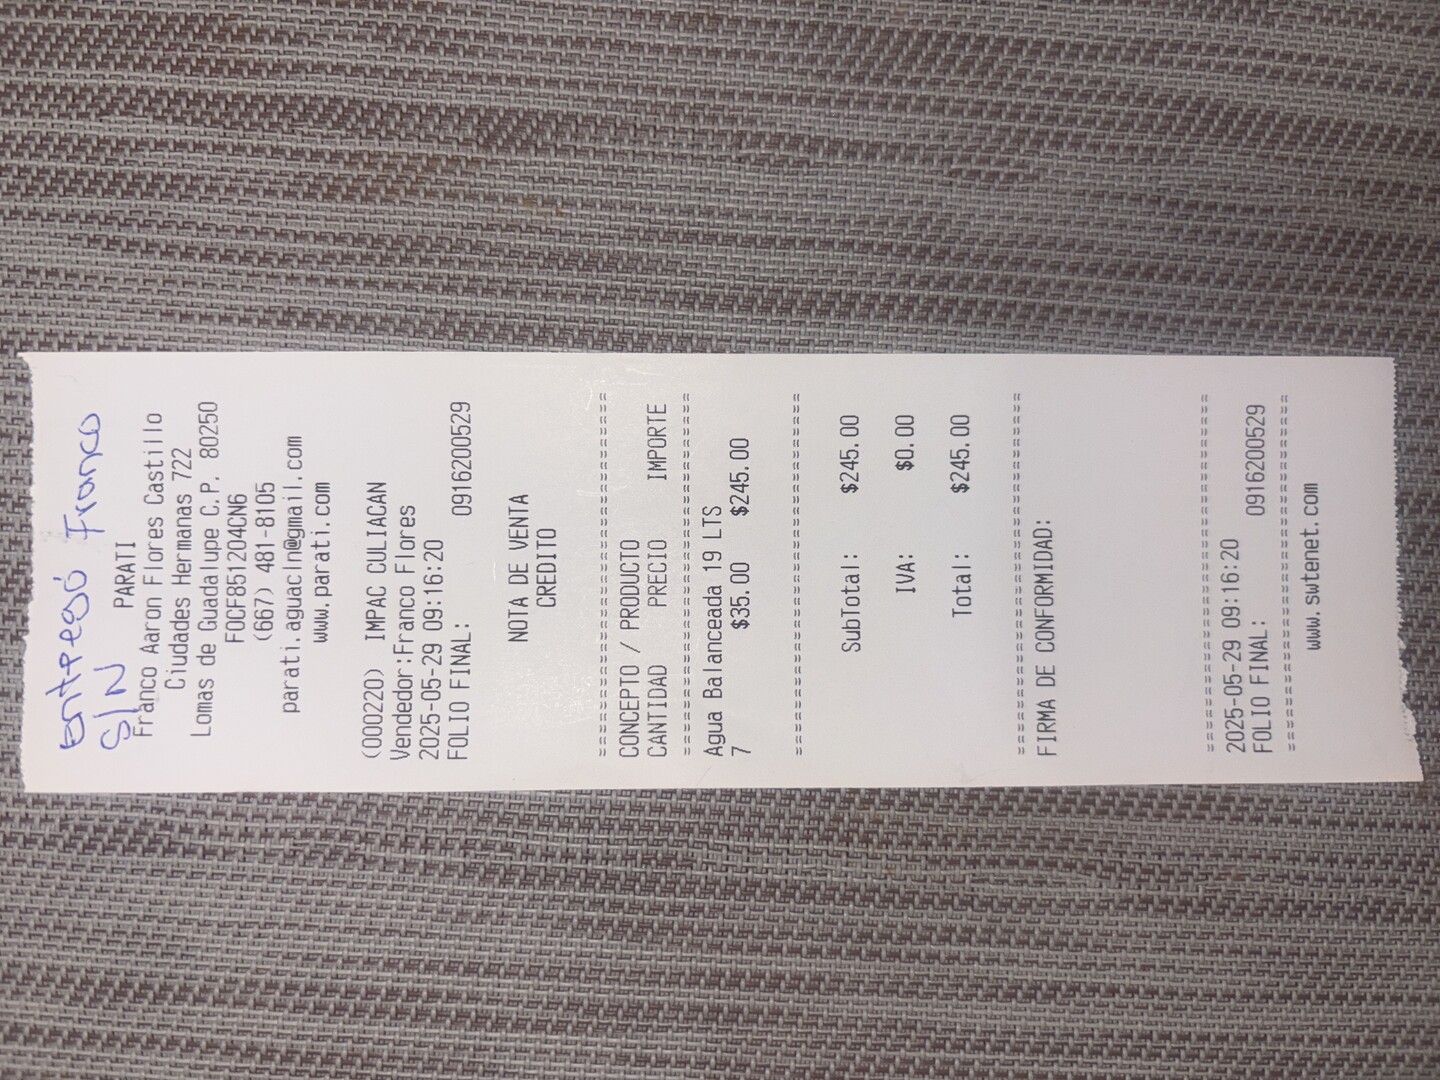 Entregó Franco
S/N
PARATI
Franco Aaron Flores Castillo
Ciudades Hermanas 722
Lomas de Guadalupe C.P. 80250
FOCF851204CN6
(667) 481-8105
parati.aguacln@gmail.com
www.parati.com
(000220) IMPAC CULIACAN
Vendedor:Franco Flores
2025-05-29 09:16:20
FOLIO FINAL: 0916200529
NOTA DE VENTA
CREDITO
================================
CONCEPTO / PRODUCTO
CANTIDAD PRECIO IMPORTE
================================
Agua Balanceada 19 LTS
7 $35.00 $245.00
================================
SubTotal: $245.00
IVA: $0.00
Total: $245.00
================================
FIRMA DE CONFORMIDAD:
================================
2025-05-29 09:16:20
FOLIO FINAL: 0916200529
================================
www.swtenet.com